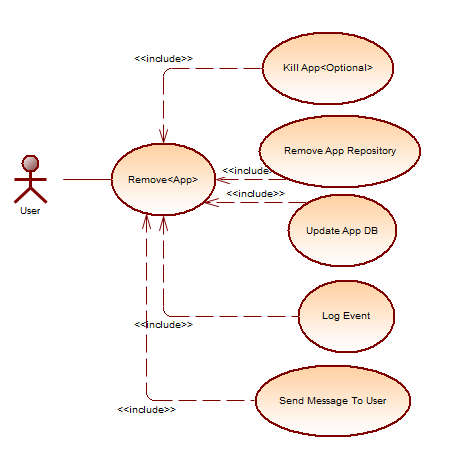 <<include>>
Kill App<Optional>
Remove App Repository
<<include>>
Remove<App>
<<include>>
User
Update App DB
Log Event
<<include>>
Send Message To User
<<include>>